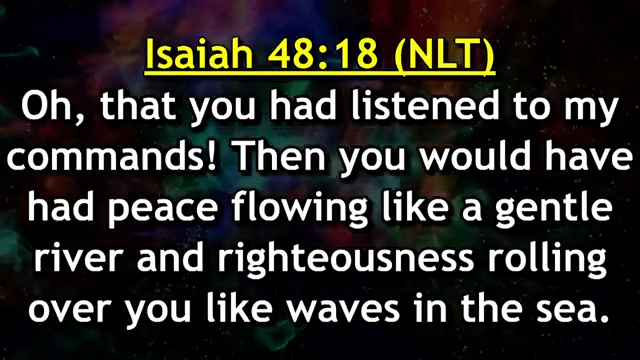 Isaiah 48:18 (NLT)
Oh, that you had listened to my
commands! Then you would have
had peace flowing like a gentle
river and righteousness rolling
over you like waves in the sea.